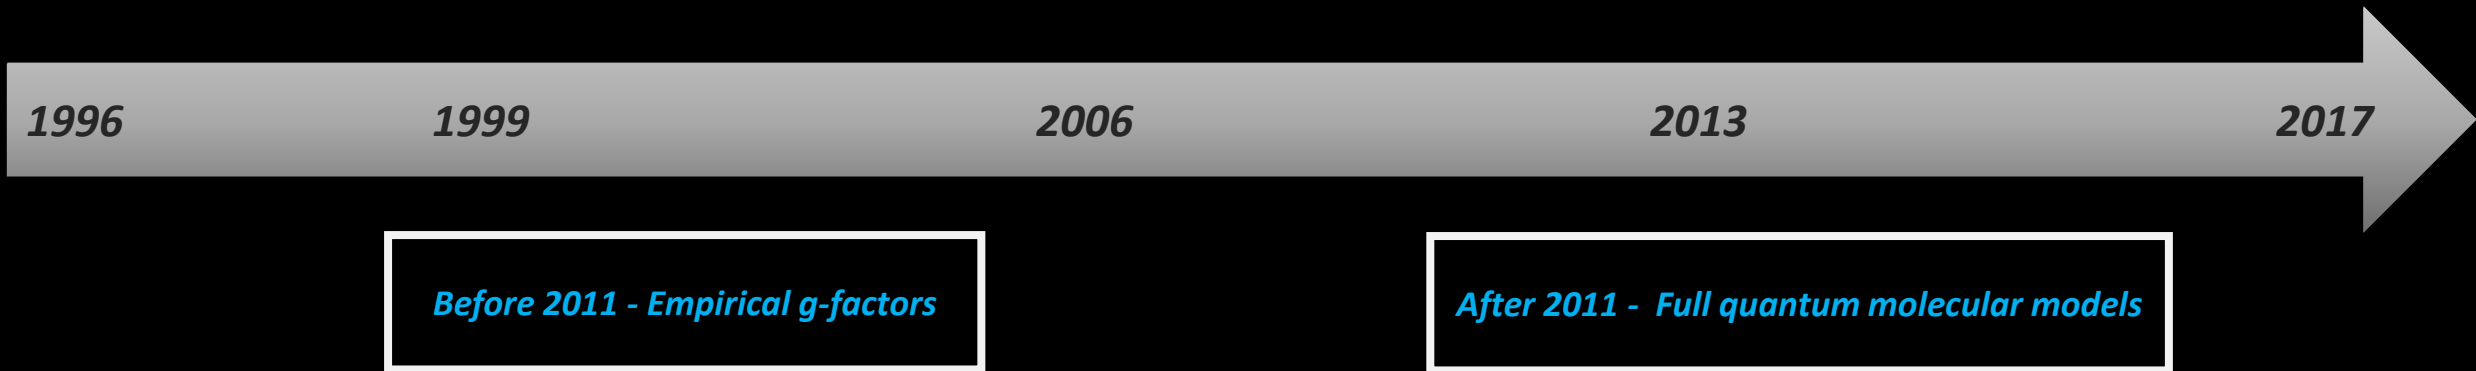 1996 1999 2006 2013 2017
Before 2011 - Empirical g-factors
After 2011 -  Full quantum molecular models